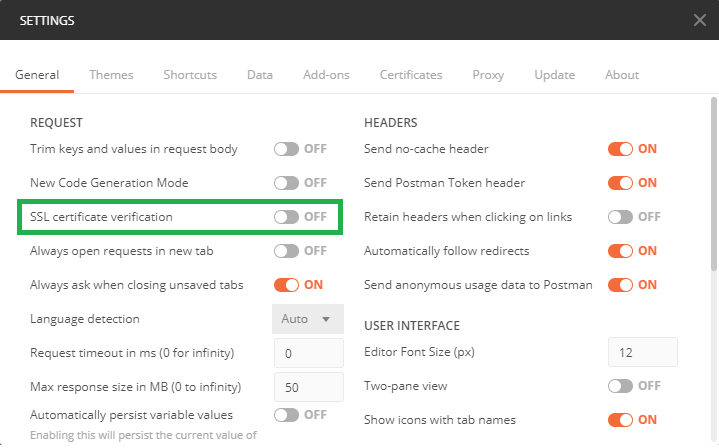 SETTINGS
General Themes Shortcuts Data Add-ons Certificates Proxy Update About
REQUEST
Trim keys and values in request body OFF
New Code Generation Mode OFF
SSL certificate verification OFF
Always open requests in new tab OFF
Always ask when closing unsaved tabs ON
Language detection Auto
Request timeout in ms (0 for infinity) 0
Max response size in MB (0 to infinity) 50
Automatically persist variable values OFF
Enabling this will persist the current value of
HEADERS
Send no-cache header ON
Send Postman Token header ON
Retain headers when clicking on links OFF
Automatically follow redirects ON
Send anonymous usage data to Postman ON
USER INTERFACE
Editor Font Size (px) 12
Two-pane view OFF
Show icons with tab names ON